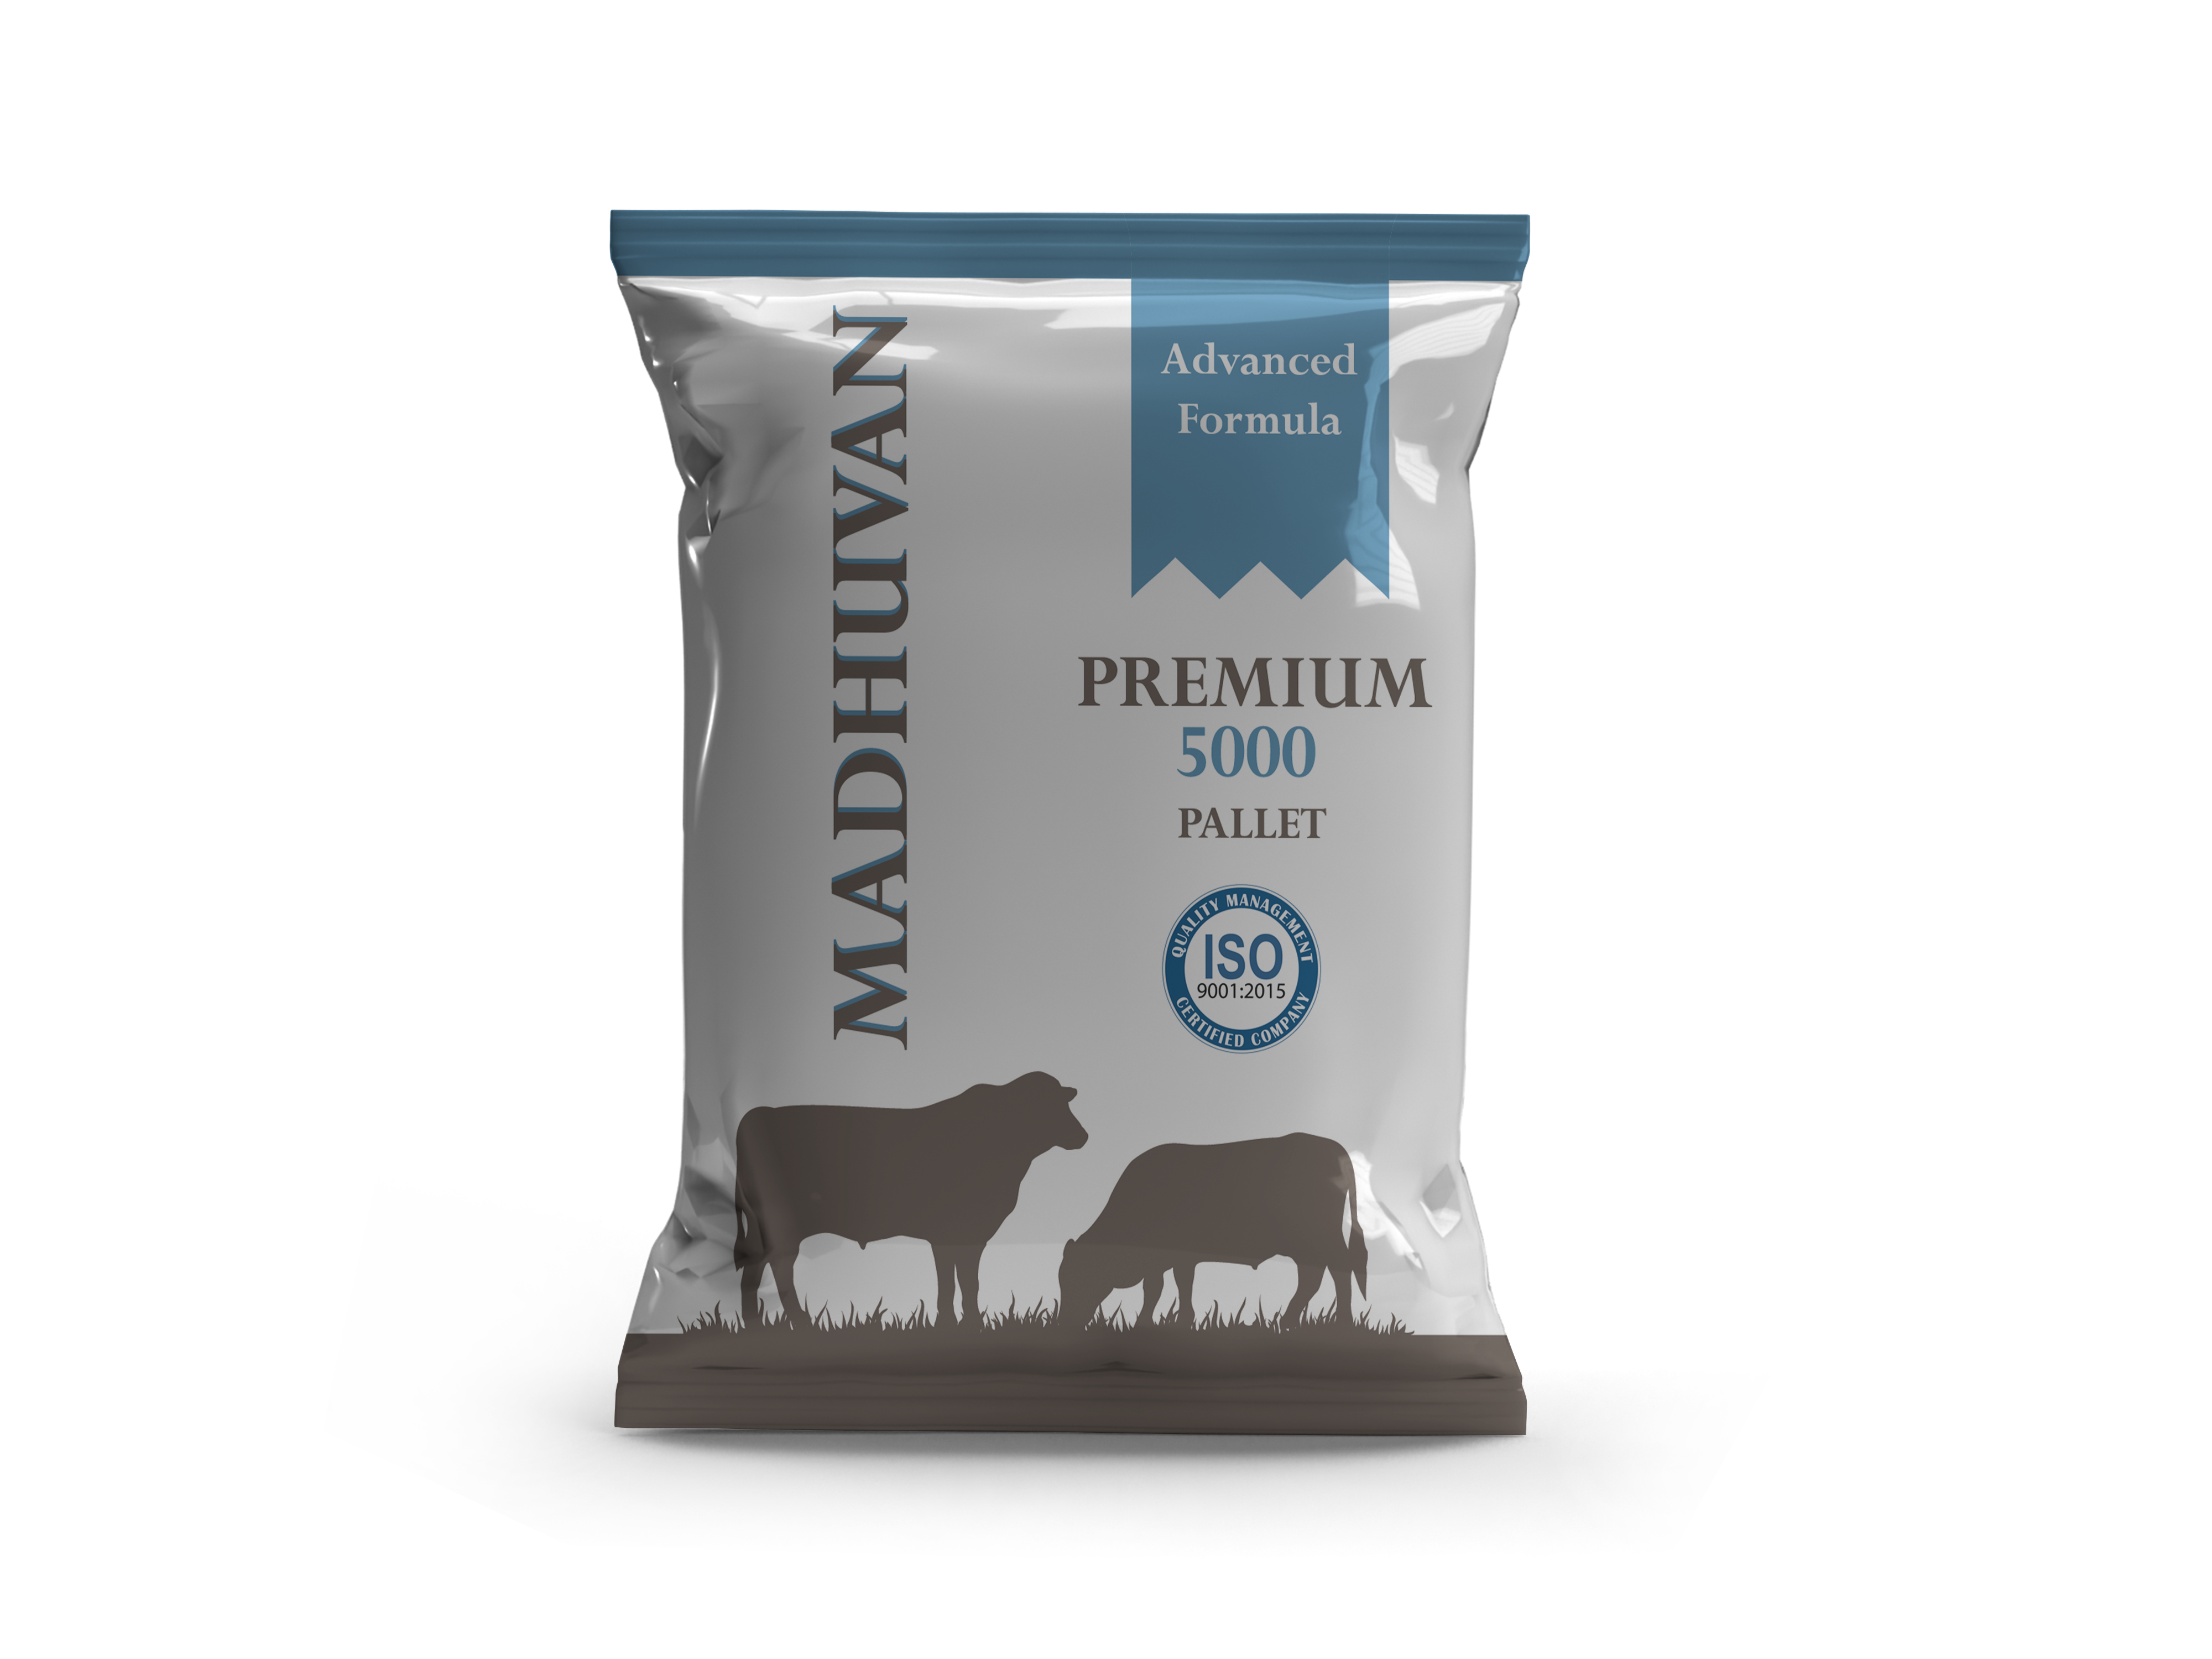 MADHUVAN
Advanced
Formula
PREMIUM
5000
PALLET
QUALITY MANAGEMENT
ISO
9001:2015
CERTIFIED COMPANY